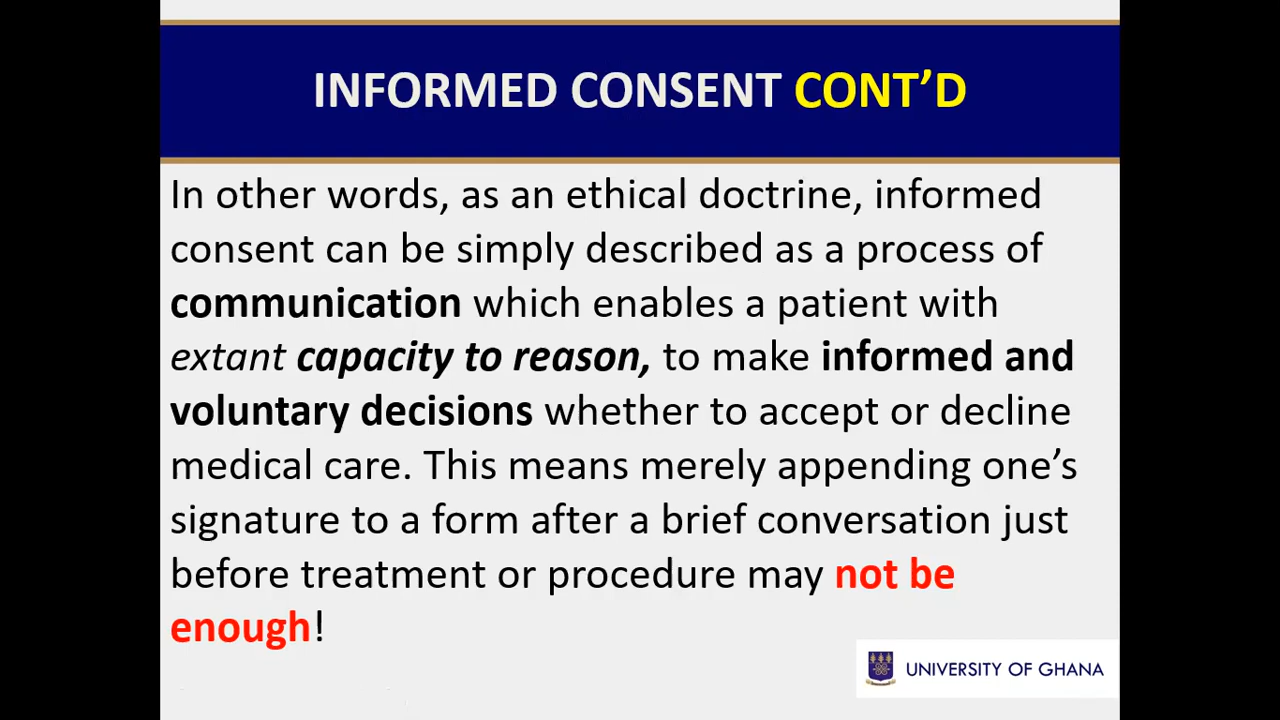 INFORMED CONSENT CONT’D
In other words, as an ethical doctrine, informed
consent can be simply described as a process of
communication which enables a patient with
extant capacity to reason, to make informed and
voluntary decisions whether to accept or decline
medical care. This means merely appending one’s
signature to a form after a brief conversation just
before treatment or procedure may not be
enough!
UNIVERSITY OF GHANA